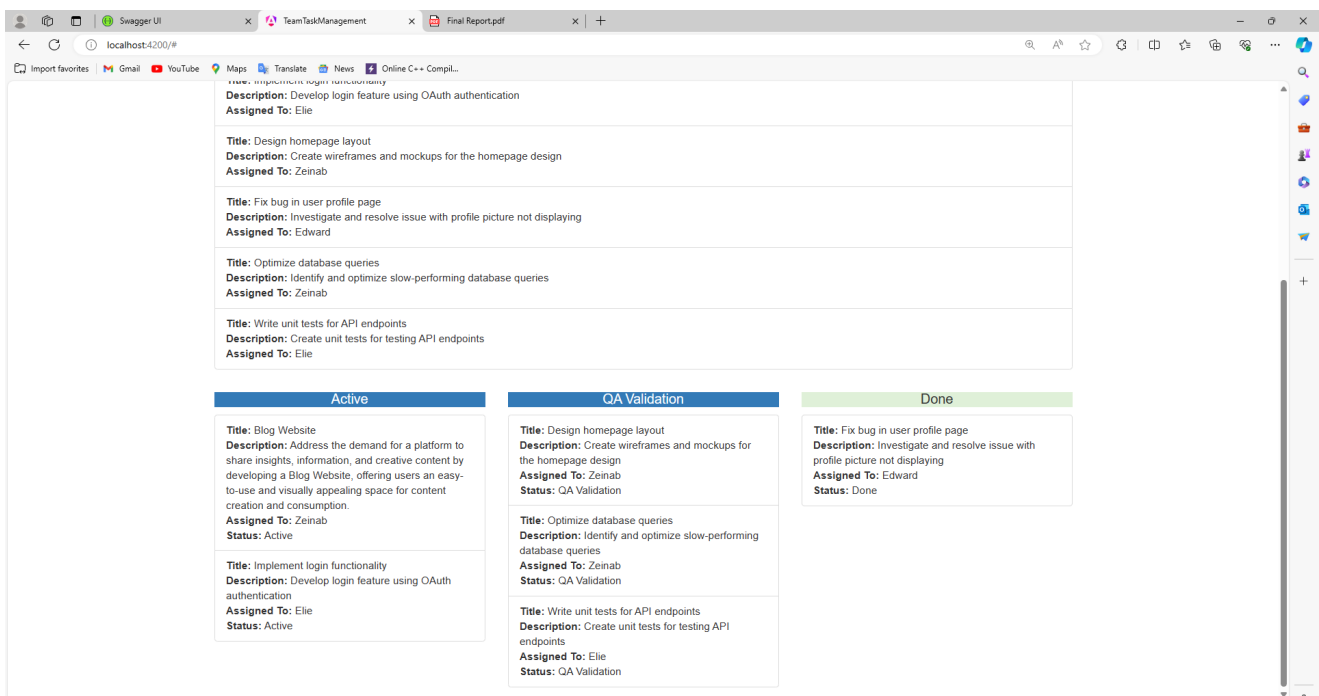 Swagger UI
TeamTaskManagement
Final Report.pdf
localhost:4200/#
Import favorites
Gmail
YouTube
Maps
Translate
News
Online C++ Compil...
Title: Implement login functionality
Description: Develop login feature using OAuth authentication
Assigned To: Elie
Title: Design homepage layout
Description: Create wireframes and mockups for the homepage design
Assigned To: Zeinab
Title: Fix bug in user profile page
Description: Investigate and resolve issue with profile picture not displaying
Assigned To: Edward
Title: Optimize database queries
Description: Identify and optimize slow-performing database queries
Assigned To: Zeinab
Title: Write unit tests for API endpoints
Description: Create unit tests for testing API endpoints
Assigned To: Elie
Active
Title: Blog Website
Description: Address the demand for a platform to
share insights, information, and creative content by
developing a Blog Website, offering users an easy-
to-use and visually appealing space for content
creation and consumption.
Assigned To: Zeinab
Status: Active
Title: Implement login functionality
Description: Develop login feature using OAuth
authentication
Assigned To: Elie
Status: Active
QA Validation
Title: Design homepage layout
Description: Create wireframes and mockups for
the homepage design
Assigned To: Zeinab
Status: QA Validation
Title: Optimize database queries
Description: Identify and optimize slow-performing
database queries
Assigned To: Zeinab
Status: QA Validation
Title: Write unit tests for API endpoints
Description: Create unit tests for testing API
endpoints
Assigned To: Elie
Status: QA Validation
Done
Title: Fix bug in user profile page
Description: Investigate and resolve issue with
profile picture not displaying
Assigned To: Edward
Status: Done